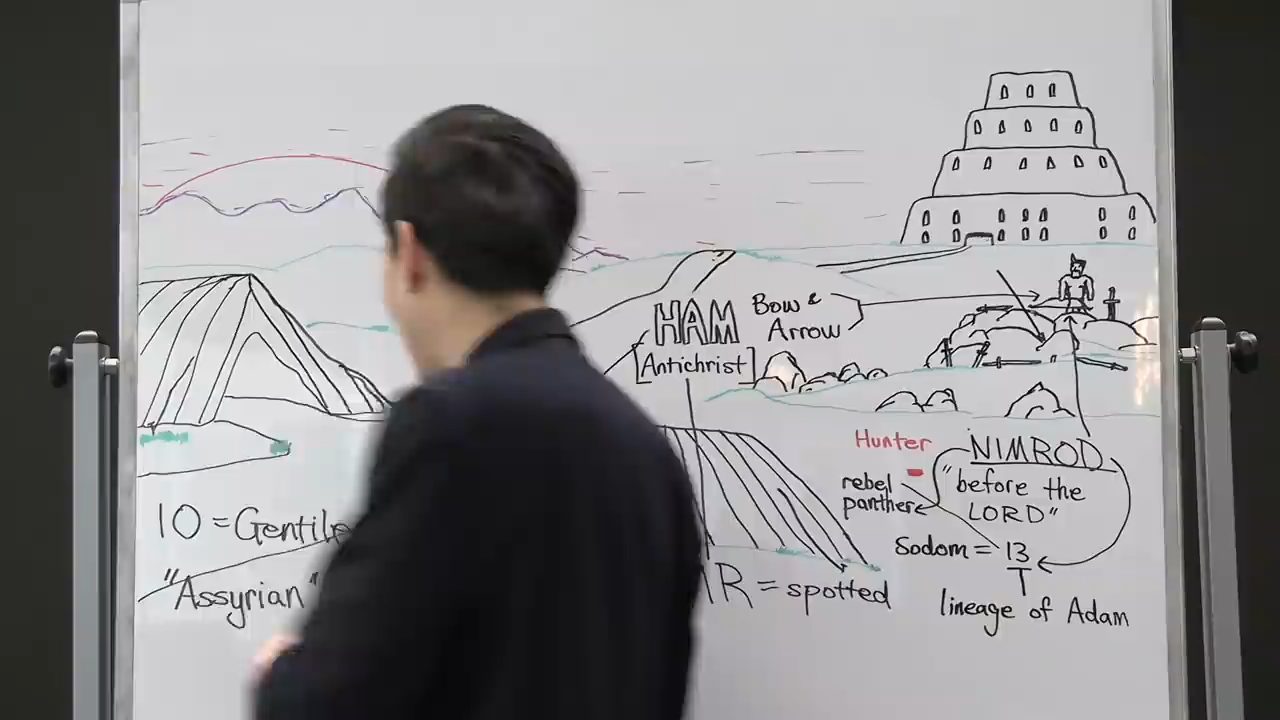 HAM
[Antichrist]
Bow &
Arrow
Hunter
rebel
panther
NIMROD
"before the
LORD"
Sodom = 13
lineage of Adam
10 = Gentile
"Assyrian"
R = spotted